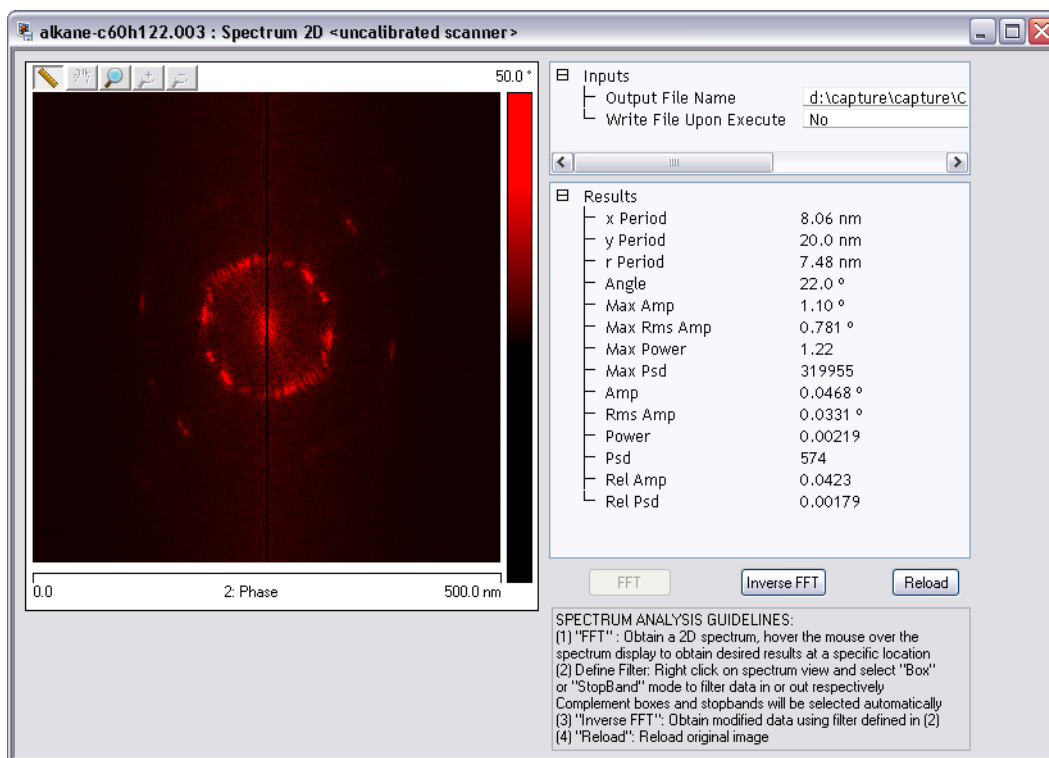 alkane-c60h122.003 : Spectrum 2D <uncalibrated scanner>
50.0 °
0.0
2: Phase
500.0 nm
Inputs
Output File Name d:\capture\capture\C
Write File Upon Execute No
Results
x Period 8.06 nm
y Period 20.0 nm
r Period 7.48 nm
Angle 22.0 º
Max Amp 1.10 º
Max Rms Amp 0.781 º
Max Power 1.22
Max Psd 319955
Amp 0.0468 º
Rms Amp 0.0331 º
Power 0.00219
Psd 574
Rel Amp 0.0423
Rel Psd 0.00179
FFT
Inverse FFT
Reload
SPECTRUM ANALYSIS GUIDELINES:
(1) "FFT" : Obtain a 2D spectrum, hover the mouse over the
spectrum display to obtain desired results at a specific location
(2) Define Filter: Right click on spectrum view and select "Box"
or "StopBand" mode to filter data in or out respectively
Complement boxes and stopbands will be selected automatically
(3) "Inverse FFT": Obtain modified data using filter defined in (2)
(4) "Reload": Reload original image